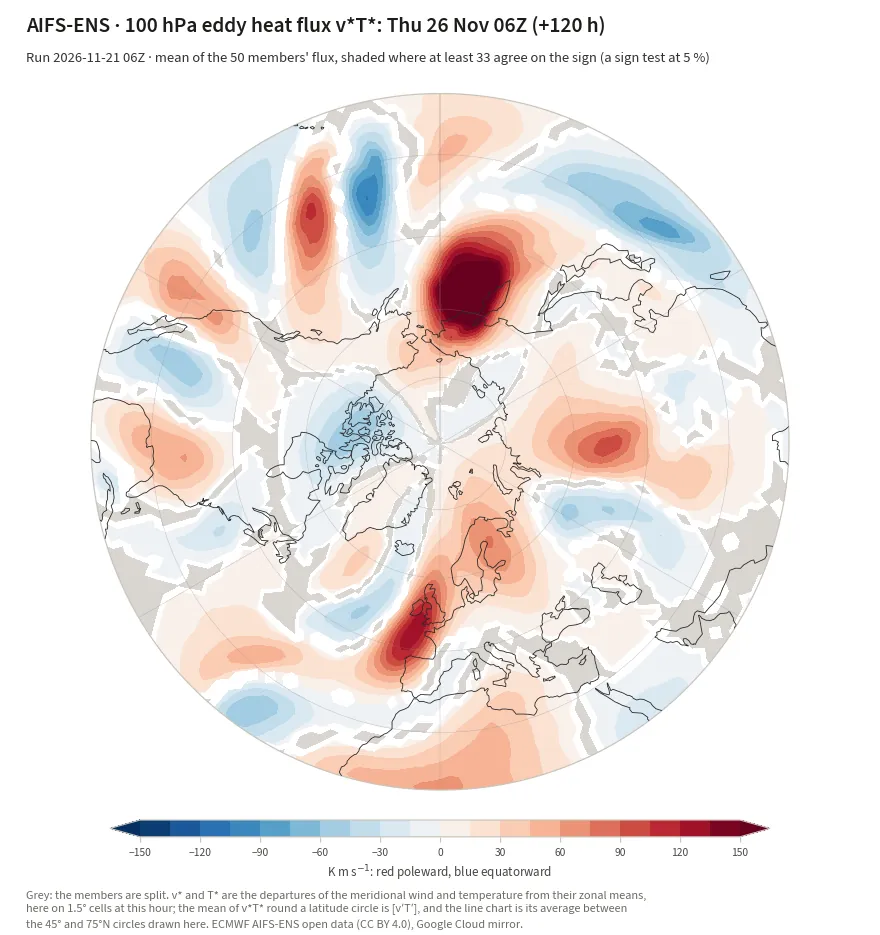 AIFS-ENS · 100 hPa eddy heat flux v*T*: Thu 26 Nov 06Z (+120 h)
Run 2026-11-21 06Z · mean of the 50 members' flux, shaded where at least 33 agree on the sign (a sign test at 5 %)
−150 −120 −90 −60 −30 0 30 60 90 120 150
K m s⁻¹: red poleward, blue equatorward
Grey: the members are split. v* and T* are the departures of the meridional wind and temperature from their zonal means,
here on 1.5° cells at this hour; the mean of v*T* round a latitude circle is [v′T′], and the line chart is its average between
the 45° and 75°N circles drawn here. ECMWF AIFS-ENS open data (CC BY 4.0), Google Cloud mirror.